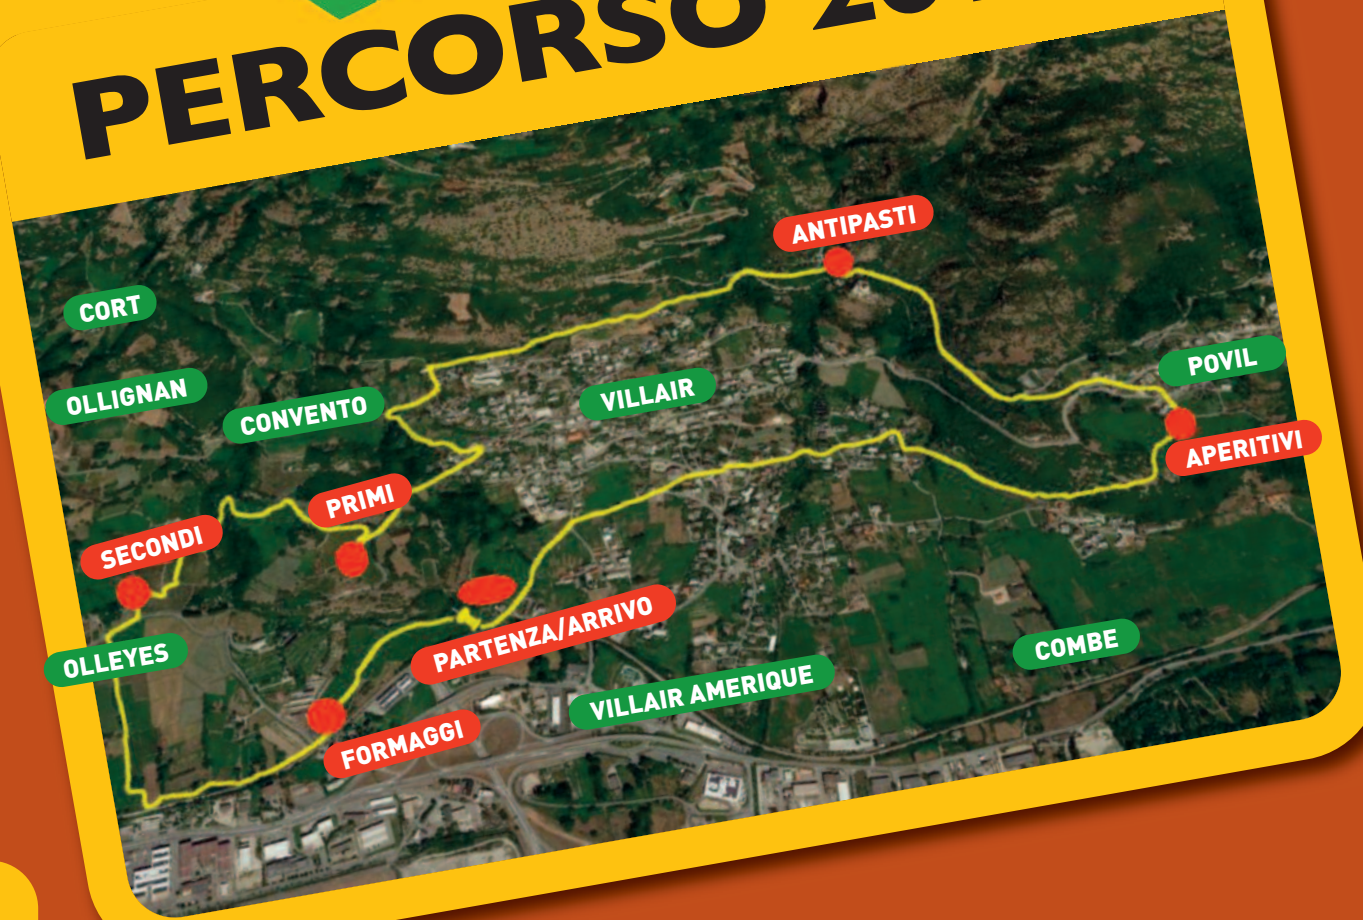 PERCORSO
ANTIPASTI
CORT
POVIL
OLLIGNAN
VILLAIR
CONVENTO
APERITIVI
PRIMI
SECONDI
PARTENZA/ARRIVO
OLLEYES
COMBE
VILLAIR AMERIQUE
FORMAGGI